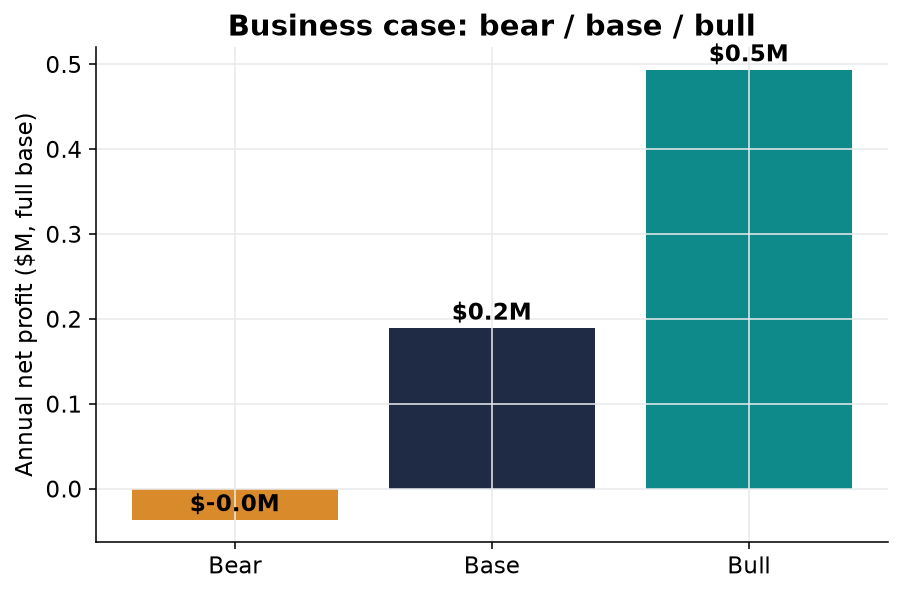 Business case: bear / base / bull
Annual net profit ($M, full base)
0.5
0.4
0.3
0.2
0.1
0.0
$-0.0M
$0.2M
$0.5M
Bear
Base
Bull